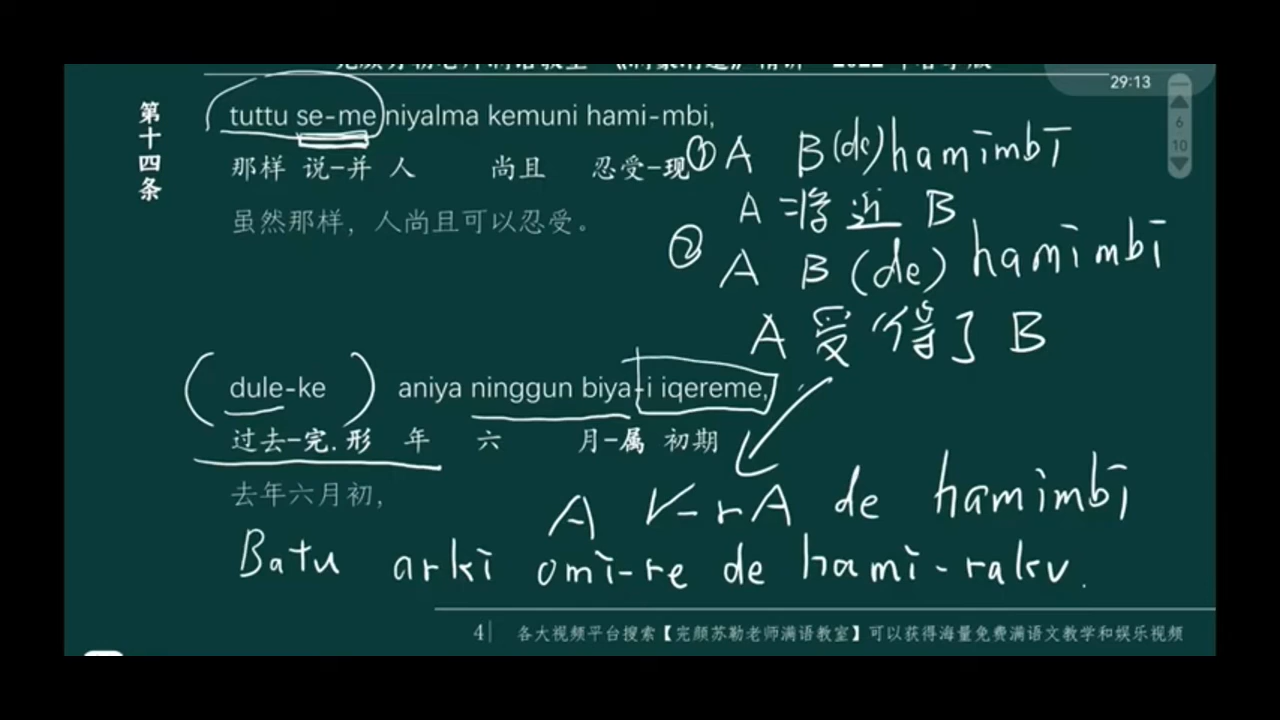 29:13
第十四条
tuttu se-me niyalma kemuni hami-mbi,
那样 说-并 人 尚且 忍受-现
虽然那样，人尚且可以忍受。
① A B (de) hamimbi
A 将近 B
② A B (de) hamimbi
A 受得了 B
6
10
dule-ke aniya ninggun biya-i iqereme,
过去-完.形 年 六 月-属 初期
去年六月初，
A V-rA de hamimbi
Batu arki omi-re de hami-raku.
4| 各大视频平台搜索【完颜苏勒老师满语教室】可以获得海量免费满语文教学和娱乐视频